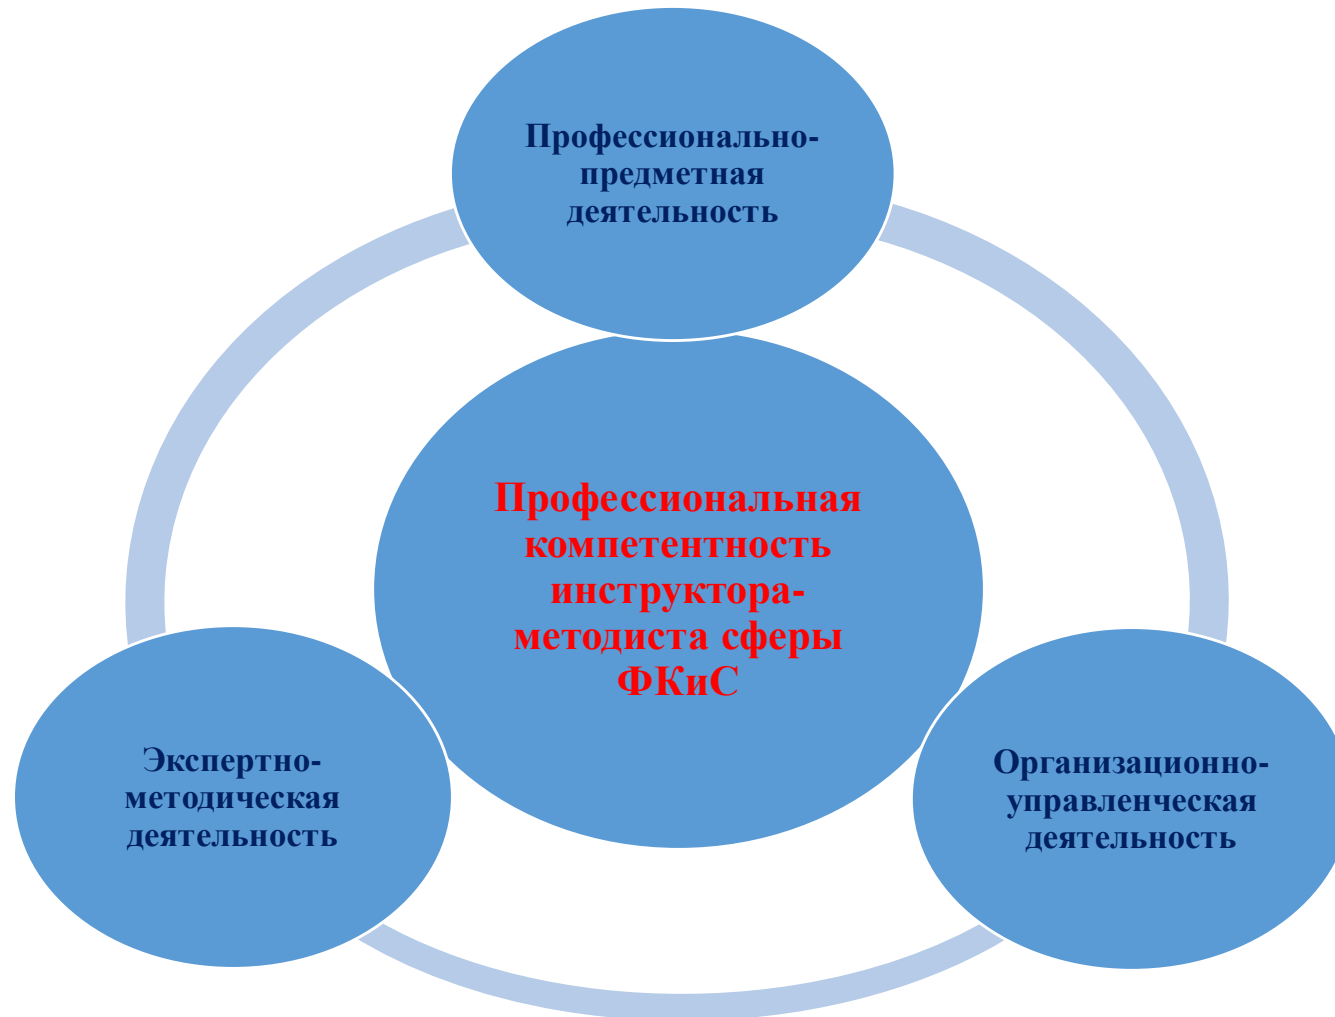 Профессионально-
предметная
деятельность
Профессиональная
компетентность
инструктора-
методиста сферы
ФКиС
Экспертно-
методическая
деятельность
Организационно-
управленческая
деятельность